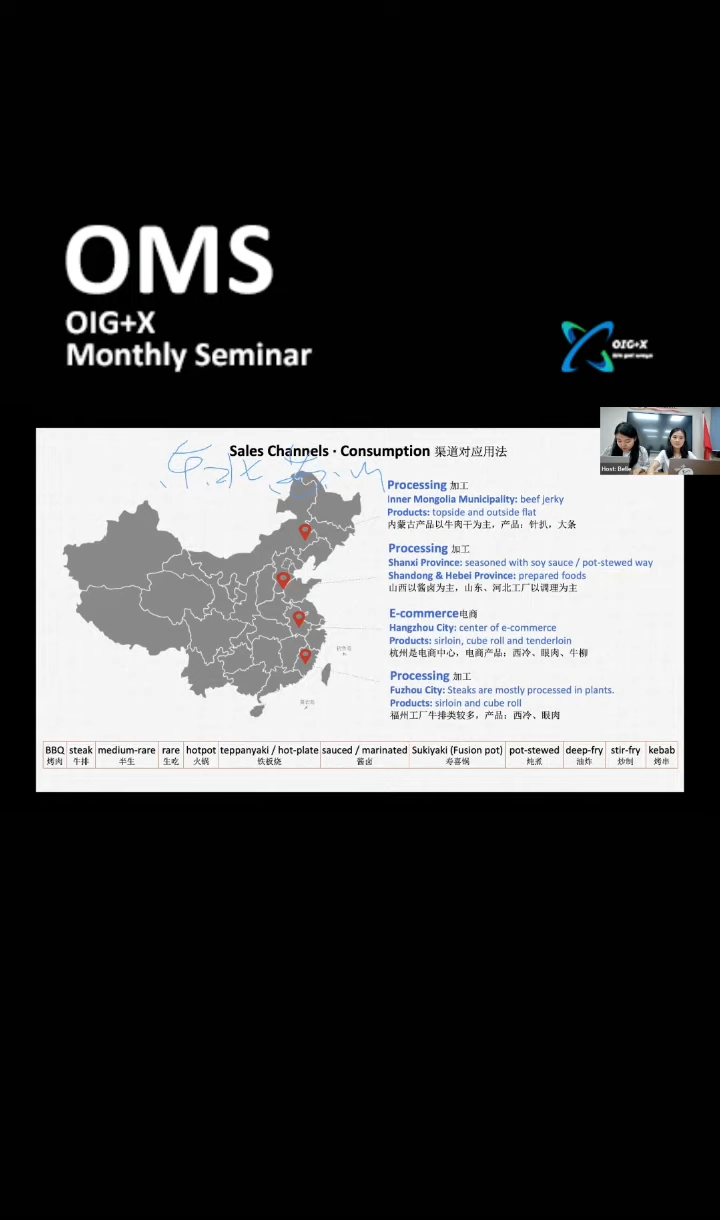 OMS
OIG+X
Monthly Seminar
OIG+X
Host: Belle
Sales Channels · Consumption 渠道对应用法
Processing 加工
Inner Mongolia Municipality: beef jerky
Products: topside and outside flat
内蒙古产品以牛肉干为主，产品：针扒，大条
Processing 加工
Shanxi Province: seasoned with soy sauce / pot-stewed way
Shandong & Hebei Province: prepared foods
山西以酱卤为主，山东、河北工厂以调理为主
E-commerce电商
Hangzhou City: center of e-commerce
Products: sirloin, cube roll and tenderloin
杭州是电商中心，电商产品：西冷、眼肉、牛柳
Processing 加工
Fuzhou City: Steaks are mostly processed in plants.
Products: sirloin and cube roll
福州工厂牛排类较多，产品：西冷、眼肉
BBQ steak medium-rare rare hotpot teppanyaki / hot-plate sauced / marinated Sukiyaki (Fusion pot) pot-stewed deep-fry stir-fry kebab
烤肉 牛排 半生 生吃 火锅 铁板烧 酱卤 寿喜锅 炖煮 油炸 炒制 烤串